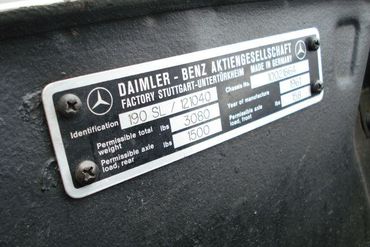 DAIMLER - BENZ AKTIENGESELLSCHAFT
FACTORY STUTTGART-UNTERTÜRKHEIM MADE IN GERMANY
Identification 190 SL / 121040 Chassis No.
Permissible total weight lbs 3080 Year of manufacture
Permissible axle load, rear lbs 1500 Permissible axle load, front lbs